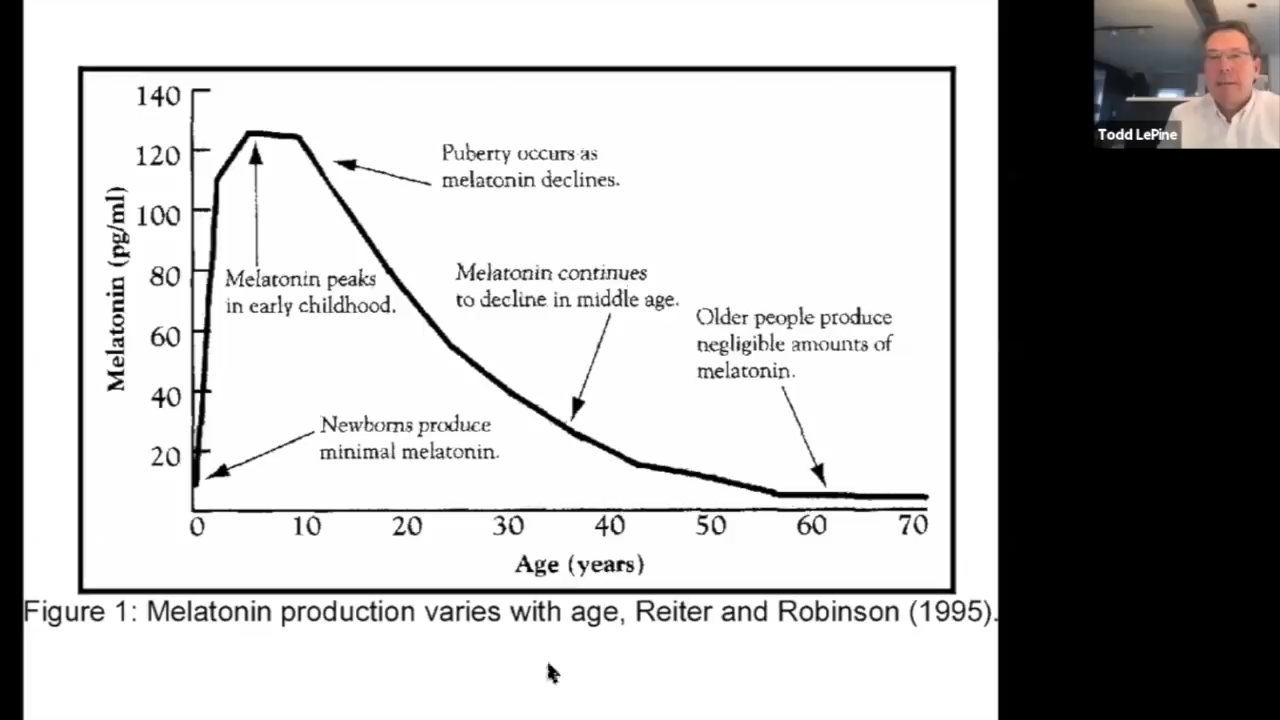 140
120
100
80
60
40
20
Melatonin (pg/ml)
Puberty occurs as
melatonin declines.
Melatonin peaks
in early childhood.
Melatonin continues
to decline in middle age.
Older people produce
negligible amounts of
melatonin.
Newborns produce
minimal melatonin.
0 10 20 30 40 50 60 70
Age (years)
Figure 1: Melatonin production varies with age, Reiter and Robinson (1995).
Todd LePine